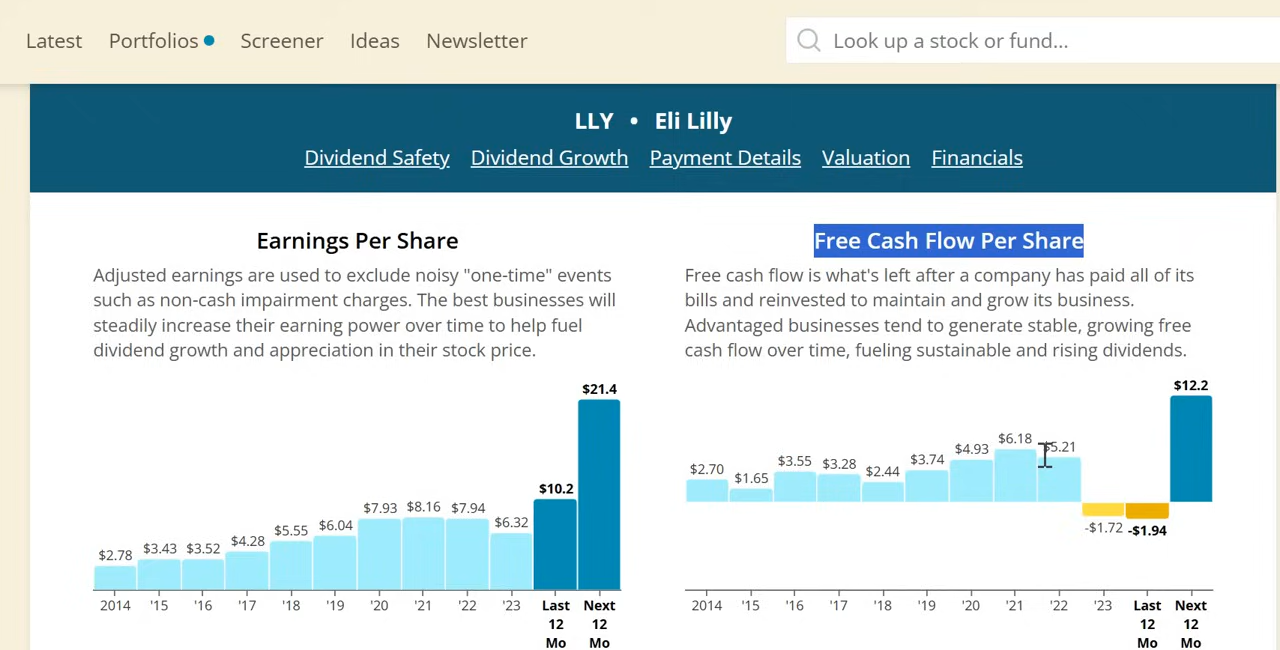 Latest Portfolios Screener Ideas Newsletter Look up a stock or fund...
LLY • Eli Lilly
Dividend Safety Dividend Growth Payment Details Valuation Financials
Earnings Per Share
Adjusted earnings are used to exclude noisy "one-time" events
such as non-cash impairment charges. The best businesses will
steadily increase their earning power over time to help fuel
dividend growth and appreciation in their stock price.
$2.78 $3.43 $3.52 $4.28 $5.55 $6.04 $7.93 $8.16 $7.94 $6.32 $10.2 $21.4
2014 '15 '16 '17 '18 '19 '20 '21 '22 '23 Last 12 Mo Next 12 Mo
Free Cash Flow Per Share
Free cash flow is what's left after a company has paid all of its
bills and reinvested to maintain and grow its business.
Advantaged businesses tend to generate stable, growing free
cash flow over time, fueling sustainable and rising dividends.
$2.70 $1.65 $3.55 $3.28 $2.44 $3.74 $4.93 $6.18 $5.21 -$1.72 -$1.94 $12.2
2014 '15 '16 '17 '18 '19 '20 '21 '22 '23 Last 12 Mo Next 12 Mo